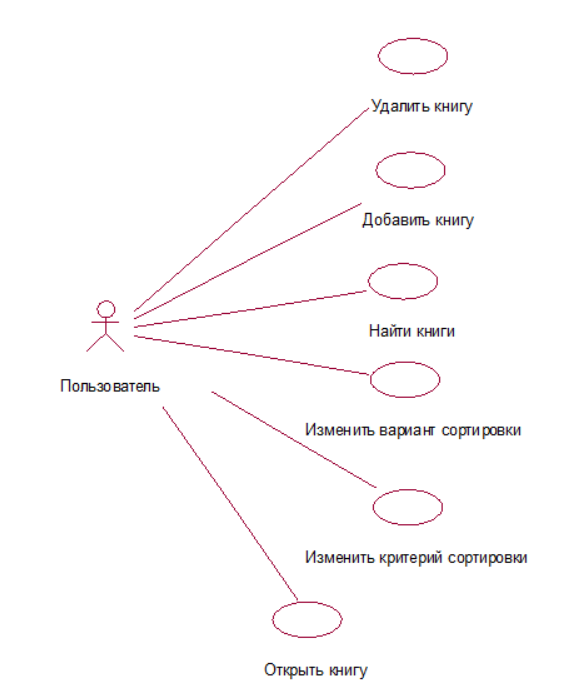 Удалить книгу
Добавить книгу
Найти книги
Пользователь
Изменить вариант сортировки
Изменить критерий сортировки
Открыть книгу